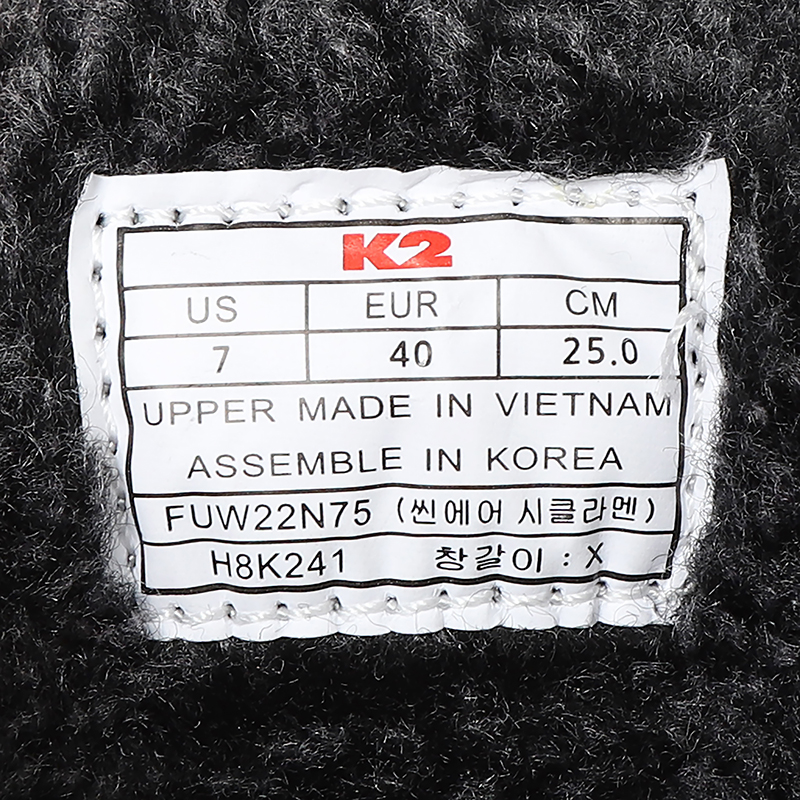 K2
US EUR CM
7 40 25.0
UPPER MADE IN VIETNAM
ASSEMBLE IN KOREA
FUW22N75 (씬에어 시클라멘)
H8K241 창갈이 : X